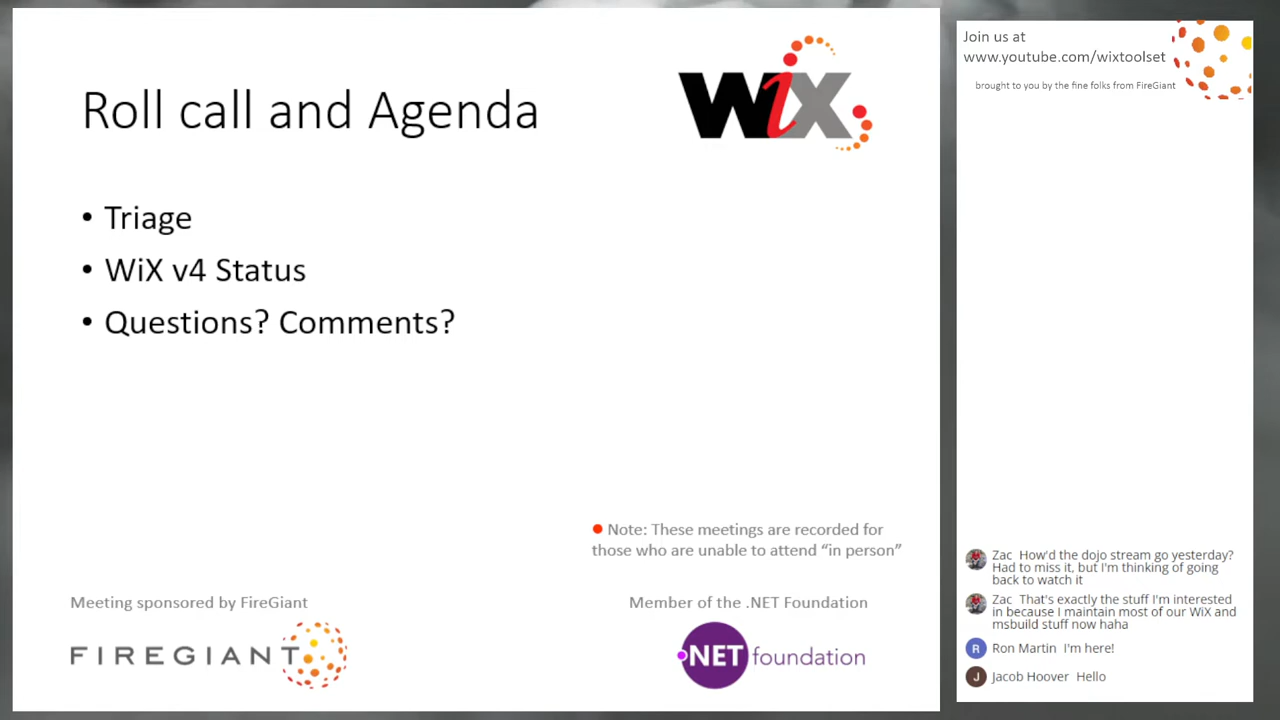 Roll call and Agenda
WiX
• Triage
• WiX v4 Status
• Questions? Comments?
Note: These meetings are recorded for
those who are unable to attend “in person”
Meeting sponsored by FireGiant
FIREGIANT
Member of the .NET Foundation
.NET foundation
Join us at
www.youtube.com/wixtoolset
brought to you by the fine folks from FireGiant
Zac How'd the dojo stream go yesterday?
Had to miss it, but I'm thinking of going
back to watch it
Zac That's exactly the stuff I'm interested
in because I maintain most of our WiX and
msbuild stuff now haha
R Ron Martin I'm here!
J Jacob Hoover Hello